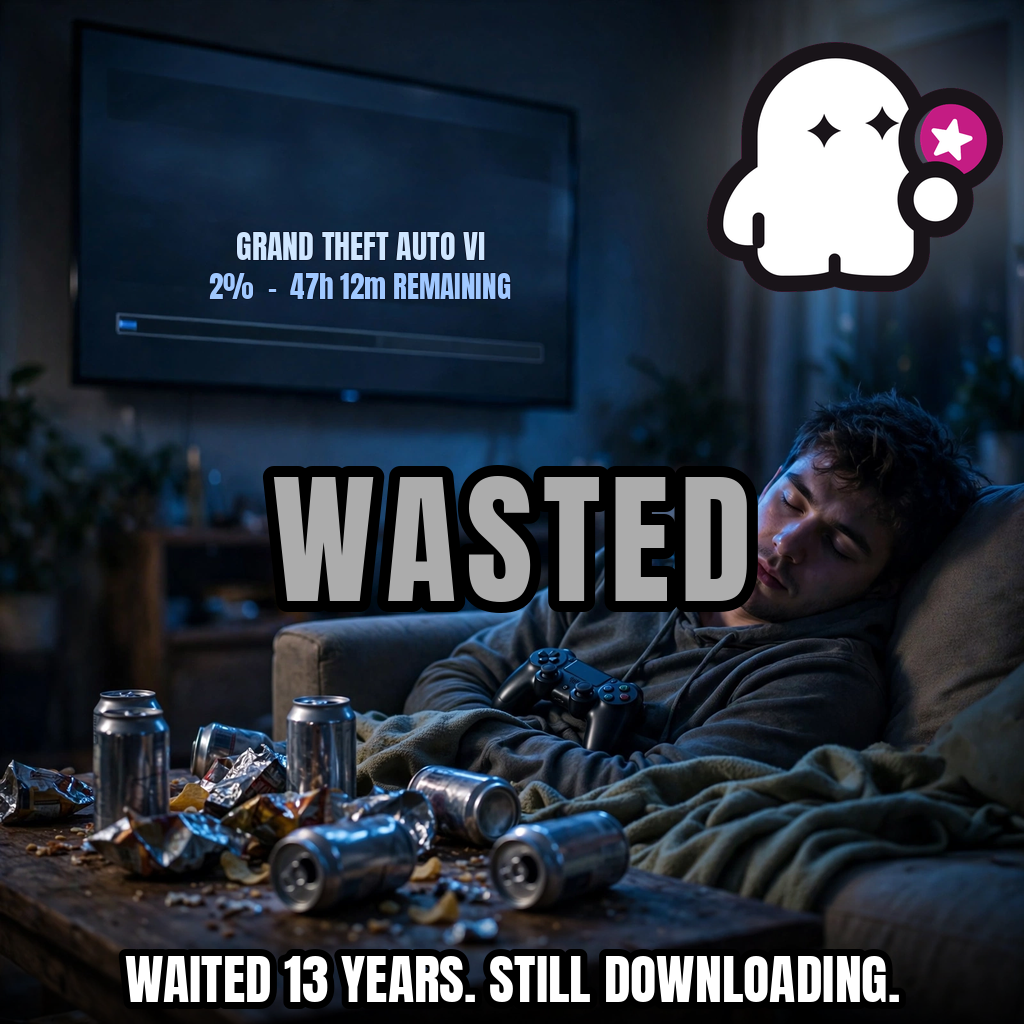 GRAND THEFT AUTO VI
2% - 47h 12m REMAINING
WASTED
WAITED 13 YEARS. STILL DOWNLOADING.